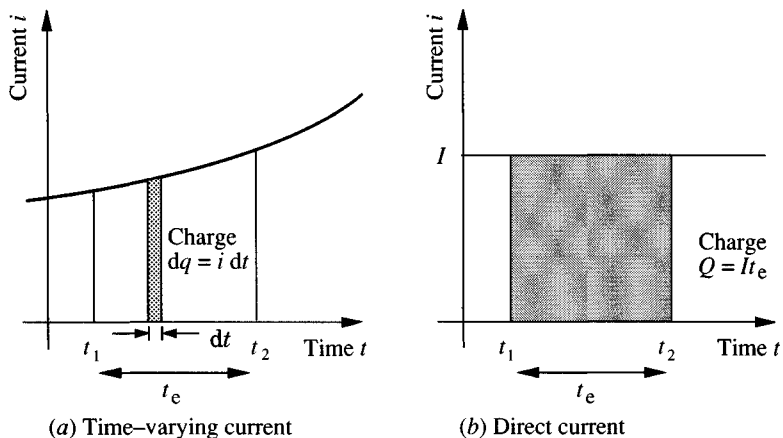 Current i
Charge
dq = i dt
dt
t₁
t₂
Time t
tₑ
(a) Time–varying current
Current i
I
Charge
Q = Itₑ
t₁
t₂
Time t
tₑ
(b) Direct current